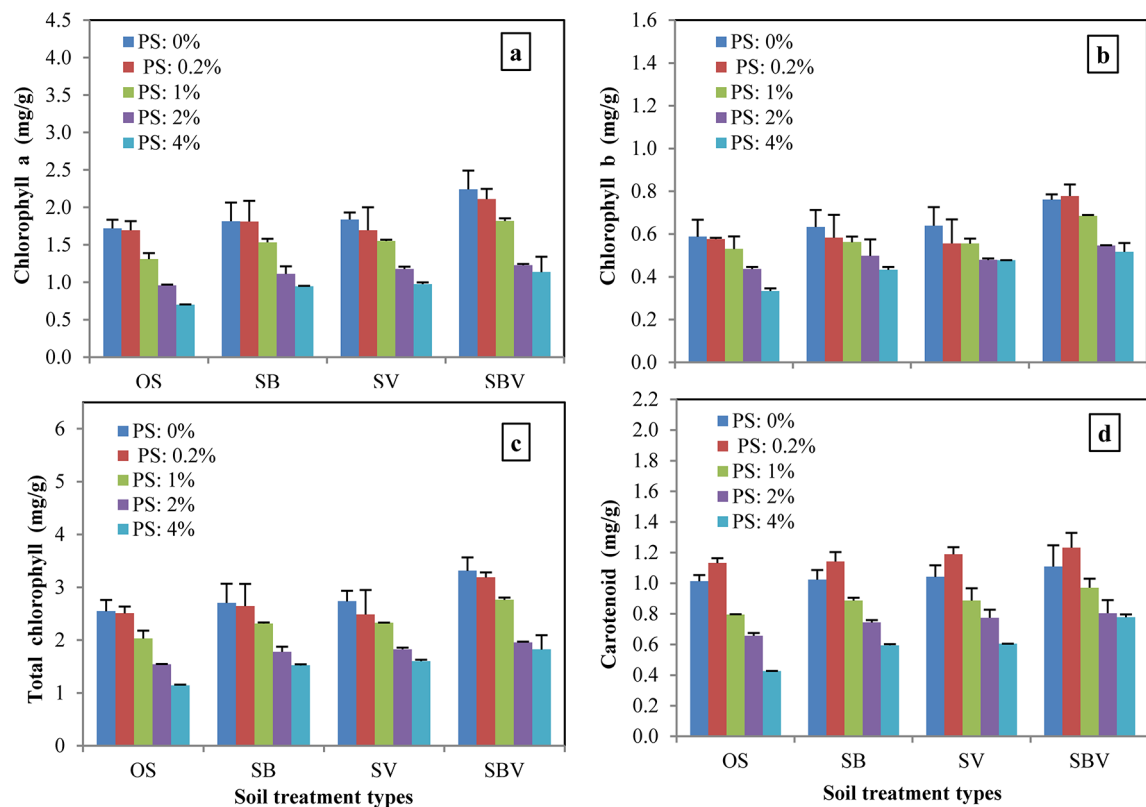 Chlorophyll a (mg/g)
4.5
4.0
3.5
3.0
2.5
2.0
1.5
1.0
0.5
0.0
PS: 0%
PS: 0.2%
PS: 1%
PS: 2%
PS: 4%
a
OS SB SV SBV
Chlorophyll b (mg/g)
1.6
1.4
1.2
1.0
0.8
0.6
0.4
0.2
0.0
PS: 0%
PS: 0.2%
PS: 1%
PS: 2%
PS: 4%
b
Total chlorophyll (mg/g)
6
5
4
3
2
1
0
PS: 0%
PS: 0.2%
PS: 1%
PS: 2%
PS: 4%
c
OS SB SV SBV
Soil treatment types
Carotenoid (mg/g)
2.2
2.0
1.8
1.6
1.4
1.2
1.0
0.8
0.6
0.4
0.2
0.0
PS: 0%
PS: 0.2%
PS: 1%
PS: 2%
PS: 4%
d
OS SB SV SBV
Soil treatment types